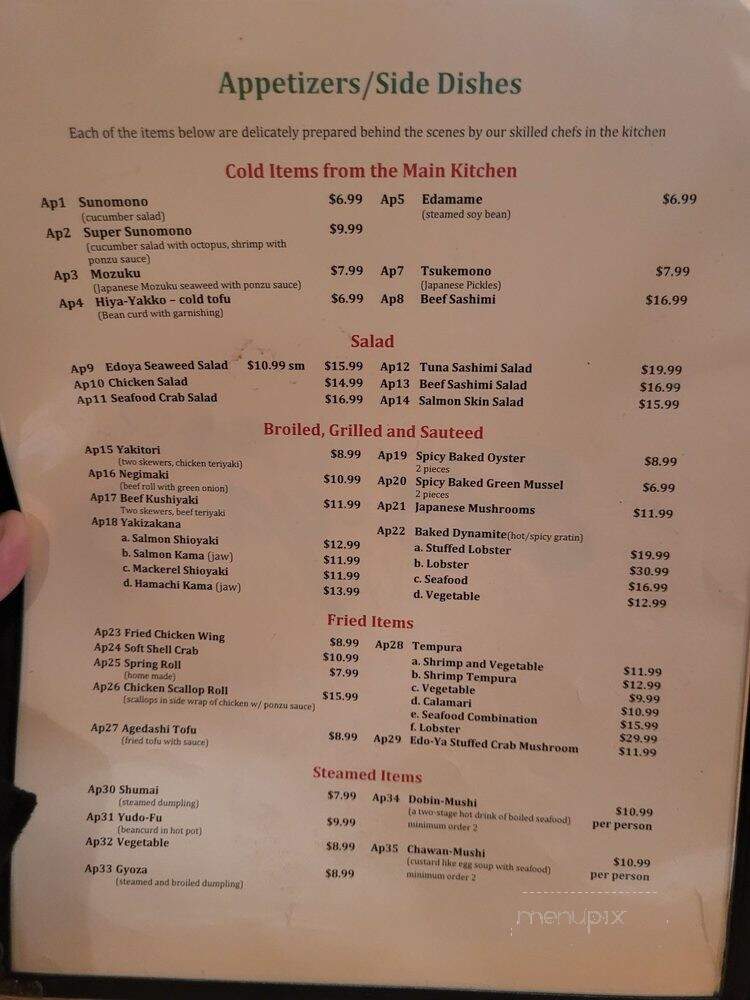 Appetizers/Side Dishes
Each of the items below are delicately prepared behind the scenes by our skilled chefs in the kitchen
Cold Items from the Main Kitchen
Ap1 Sunomono $6.99
(cucumber salad)
Ap2 Super Sunomono $9.99
(cucumber salad with octopus, shrimp with
ponzu sauce)
Ap3 Mozuku $7.99
(Japanese Mozuku seaweed with ponzu sauce)
Ap4 Hiya-Yakko – cold tofu $6.99
(Bean curd with garnishing)
Ap5 Edamame $6.99
(steamed soy bean)
Ap7 Tsukemono $7.99
(Japanese Pickles)
Ap8 Beef Sashimi $16.99
Salad
Ap9 Edoya Seaweed Salad $10.99 sm $15.99
Ap10 Chicken Salad $14.99
Ap11 Seafood Crab Salad $16.99
Ap12 Tuna Sashimi Salad $19.99
Ap13 Beef Sashimi Salad $16.99
Ap14 Salmon Skin Salad $15.99
Broiled, Grilled and Sauteed
Ap15 Yakitori $8.99
(two skewers, chicken teriyaki)
Ap16 Negimaki $10.99
(beef roll with green onion)
Ap17 Beef Kushiyaki $11.99
Two skewers, beef teriyaki
Ap18 Yakizakana
a. Salmon Shioyaki $12.99
b. Salmon Kama (jaw) $11.99
c. Mackerel Shioyaki $11.99
d. Hamachi Kama (jaw) $13.99
Ap19 Spicy Baked Oyster $8.99
2 pieces
Ap20 Spicy Baked Green Mussel $6.99
2 pieces
Ap21 Japanese Mushrooms $11.99
Ap22 Baked Dynamite(hot/spicy gratin)
a. Stuffed Lobster $19.99
b. Lobster $30.99
c. Seafood $16.99
d. Vegetable $12.99
Fried Items
Ap23 Fried Chicken Wing $8.99
Ap24 Soft Shell Crab $10.99
Ap25 Spring Roll $7.99
(home made)
Ap26 Chicken Scallop Roll $15.99
(scallops in side wrap of chicken w/ ponzu sauce)
Ap27 Agedashi Tofu $8.99
(fried tofu with sauce)
Ap28 Tempura
a. Shrimp and Vegetable $11.99
b. Shrimp Tempura $12.99
c. Vegetable $9.99
d. Calamari $10.99
e. Seafood Combination $15.99
f. Lobster $29.99
Ap29 Edo-Ya Stuffed Crab Mushroom $11.99
Steamed Items
Ap30 Shumai $7.99
(steamed dumpling)
Ap31 Yudo-Fu $9.99
(beancurd in hot pot)
Ap32 Vegetable $8.99
Ap33 Gyoza $8.99
(steamed and broiled dumpling)
Ap34 Dobin-Mushi $10.99
(a two-stage hot drink of boiled seafood) per person
minimum order 2
Ap35 Chawan-Mushi $10.99
(custard like egg soup with seafood) per person
minimum order 2
menupix